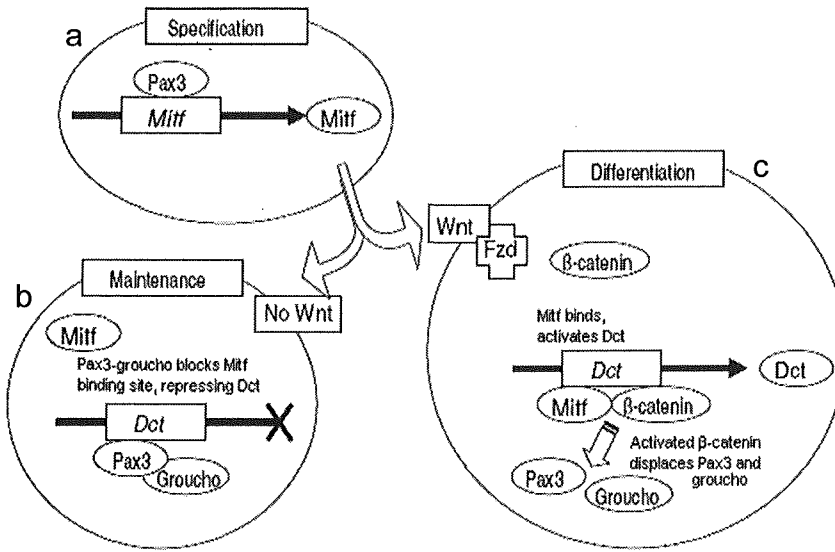 a
Specification
Pax3
Mitf
Mitf
b
Maintenance
No Wnt
Mitf
Pax3-groucho blocks Mitf
binding site, repressing Dct
Dct
Pax3
Groucho
c
Differentiation
Wnt
Fzd
β-catenin
Mitf binds,
activates Dct
Dct
Dct
Mitf
β-catenin
Activated β-catenin
displaces Pax3 and
groucho
Pax3
Groucho